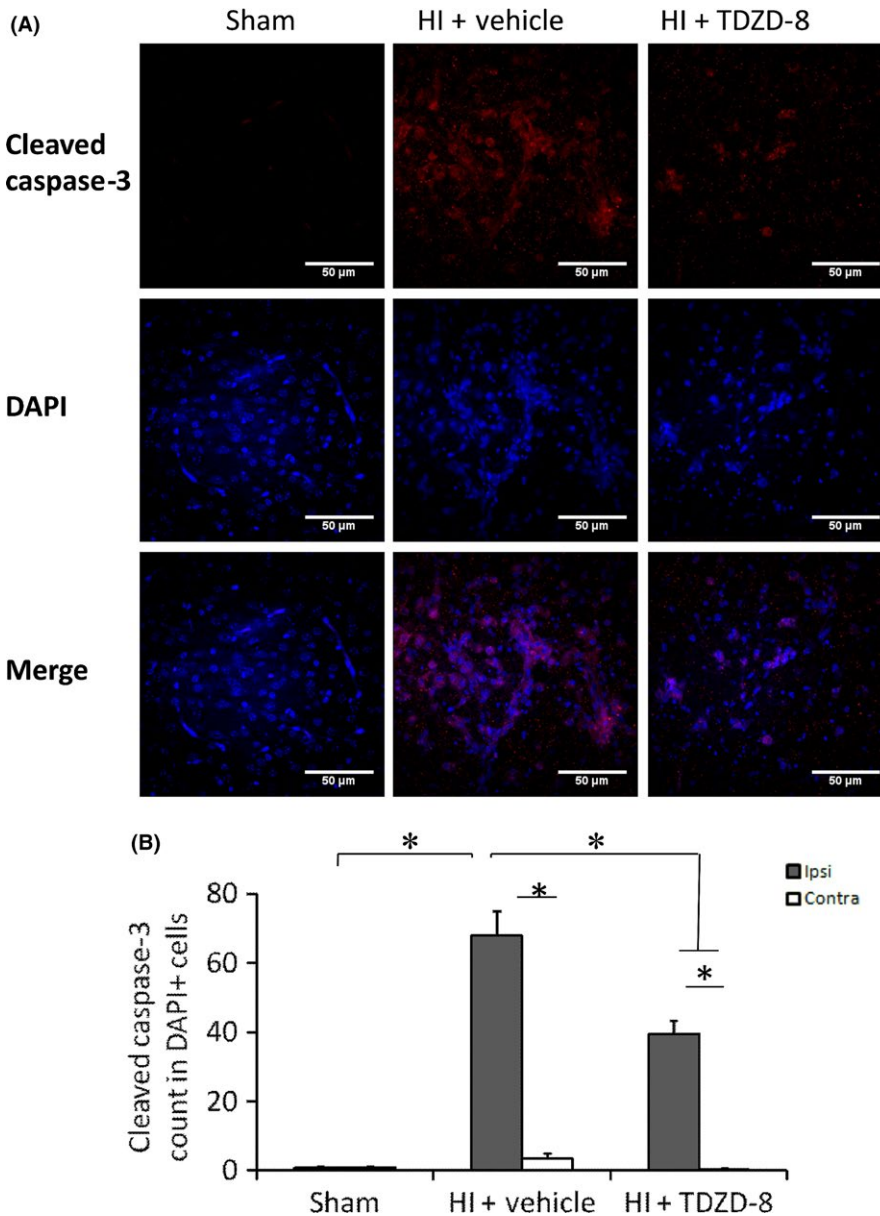 (A)
Sham HI + vehicle HI + TDZD-8
Cleaved
caspase-3
50 µm 50 µm 50 µm
DAPI
50 µm 50 µm 50 µm
Merge
50 µm 50 µm 50 µm
(B)
* *
Ipsi
Contra
80
*
60
*
40
20
0
Cleaved caspase-3
count in DAPI+ cells
Sham HI + vehicle HI + TDZD-8